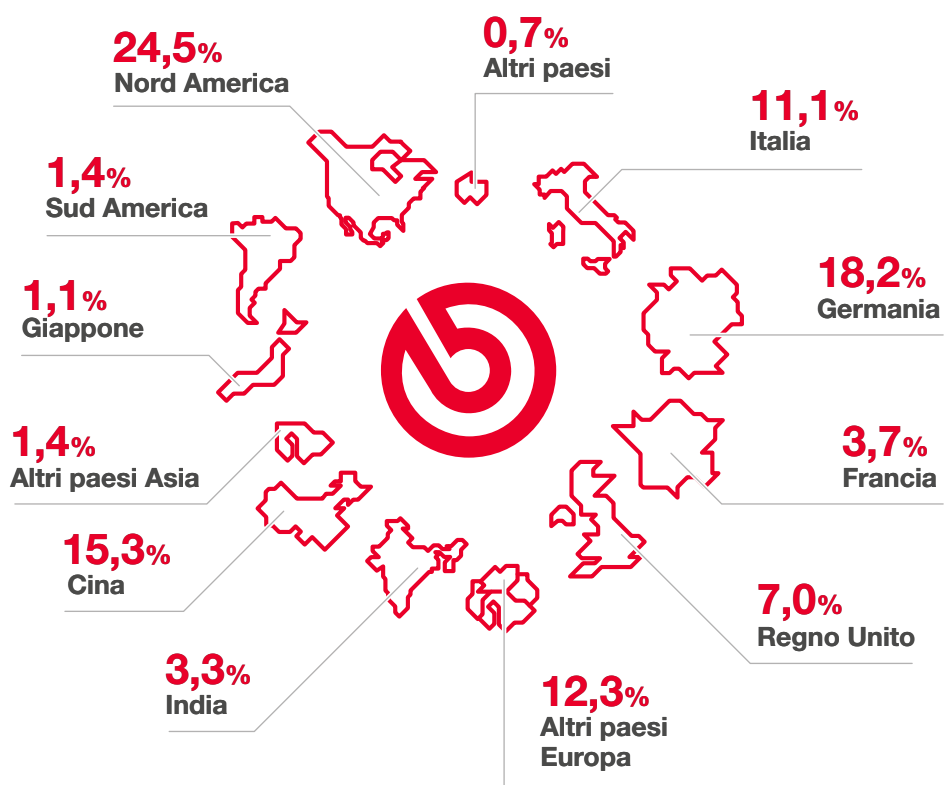 24,5%
Nord America
0,7%
Altri paesi
11,1%
Italia
1,4%
Sud America
18,2%
Germania
1,1%
Giappone
3,7%
Francia
1,4%
Altri paesi Asia
15,3%
Cina
7,0%
Regno Unito
3,3%
India
12,3%
Altri paesi
Europa